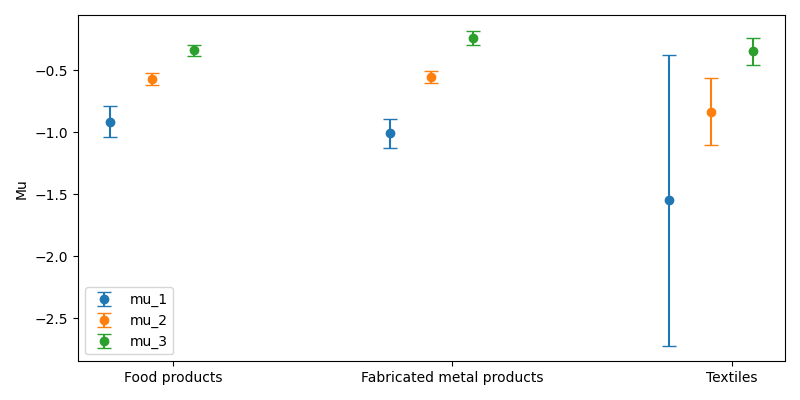 −0.5
−1.0
−1.5
−2.0
−2.5
Mu
mu_1
mu_2
mu_3
Food products
Fabricated metal products
Textiles